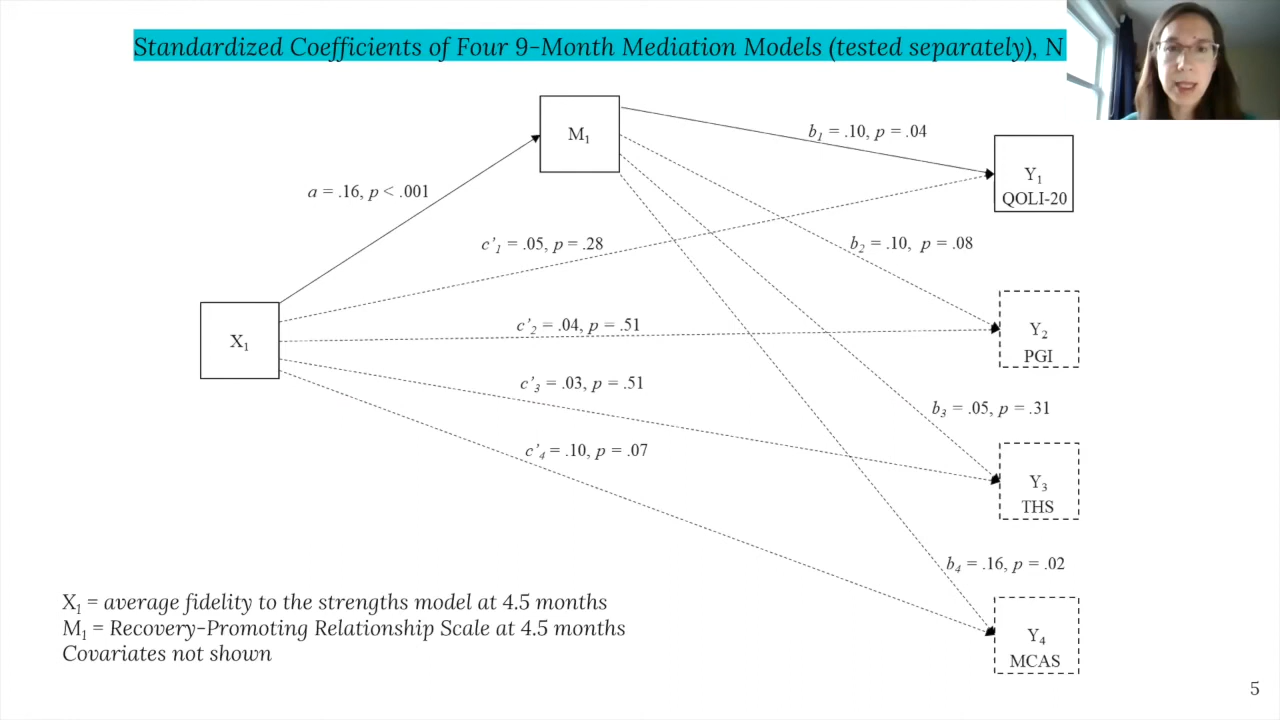 Standardized Coefficients of Four 9-Month Mediation Models (tested separately), N
M₁
b₁ = .10, p = .04
Y₁
QOLI-20
a = .16, p < .001
c’₁ = .05, p = .28
b₂ = .10, p = .08
X₁
c’₂ = .04, p = .51
Y₂
PGI
c’₃ = .03, p = .51
b₃ = .05, p = .31
c’₄ = .10, p = .07
Y₃
THS
b₄ = .16, p = .02
Y₄
MCAS
X₁ = average fidelity to the strengths model at 4.5 months
M₁ = Recovery-Promoting Relationship Scale at 4.5 months
Covariates not shown
5